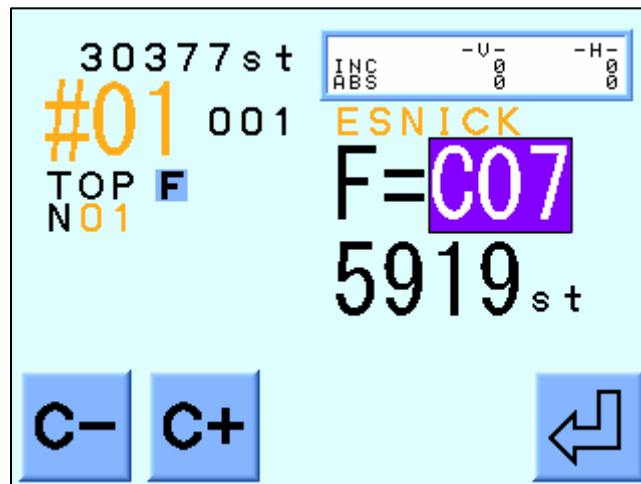 30377st
-V- -H-
INC 0 0
ABS 0 0
#01 001
ESNICK
TOP F
F=C07
N01
5919st
C- C+